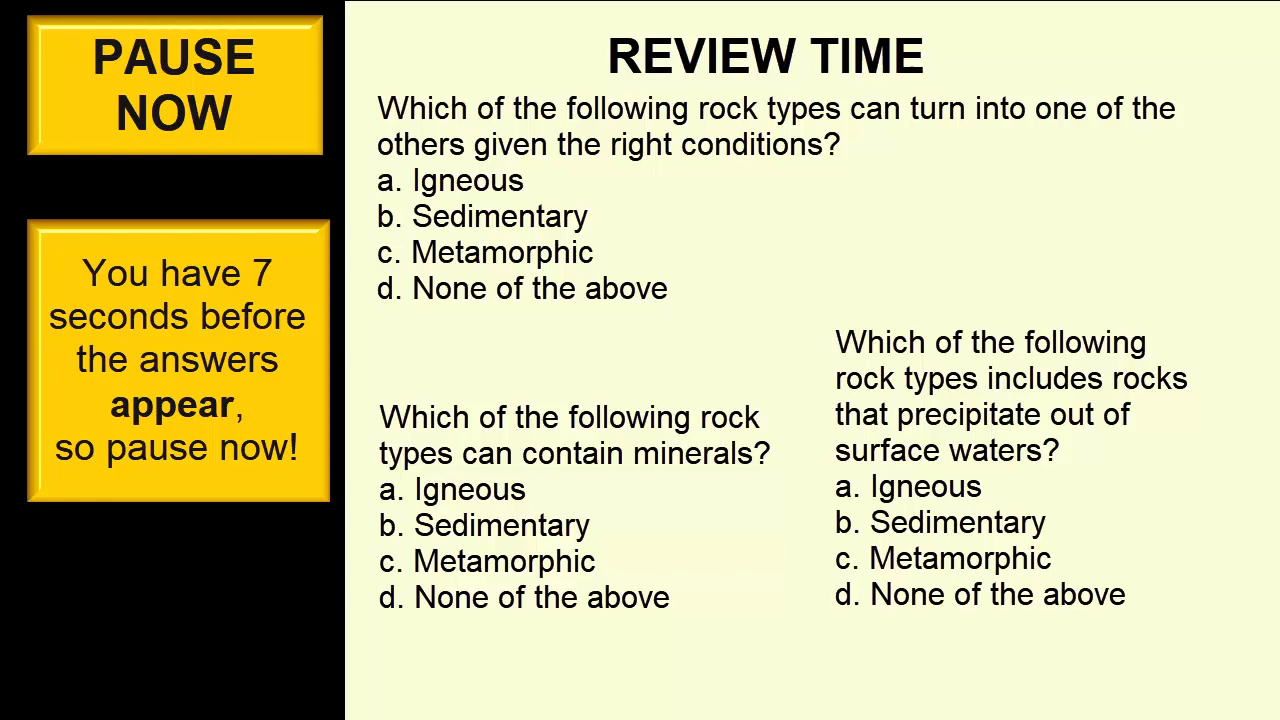 PAUSE
NOW
You have 7
seconds before
the answers
appear,
so pause now!
REVIEW TIME
Which of the following rock types can turn into one of the
others given the right conditions?
a. Igneous
b. Sedimentary
c. Metamorphic
d. None of the above
Which of the following rock
types can contain minerals?
a. Igneous
b. Sedimentary
c. Metamorphic
d. None of the above
Which of the following
rock types includes rocks
that precipitate out of
surface waters?
a. Igneous
b. Sedimentary
c. Metamorphic
d. None of the above